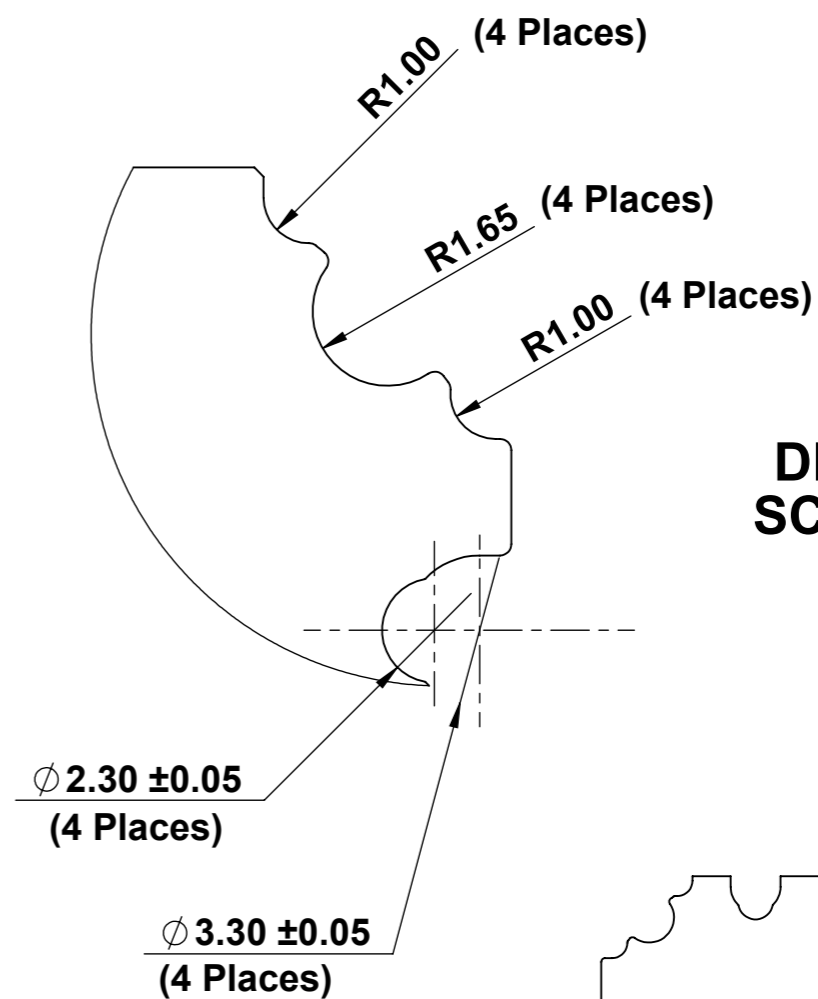 R1.00 (4 Places)
R1.65 (4 Places)
R1.00 (4 Places)
∅ 2.30 ±0.05
(4 Places)
∅ 3.30 ±0.05
(4 Places)